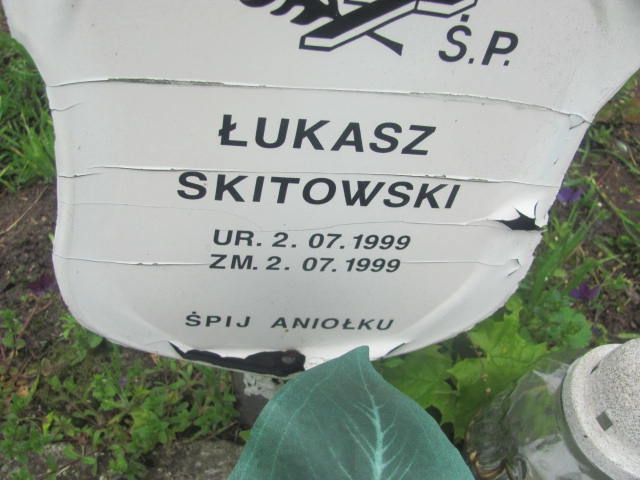 Ś.P.
ŁUKASZ
SKITOWSKI
UR. 2. 07. 1999
ZM. 2. 07. 1999
ŚPIJ ANIOŁKU